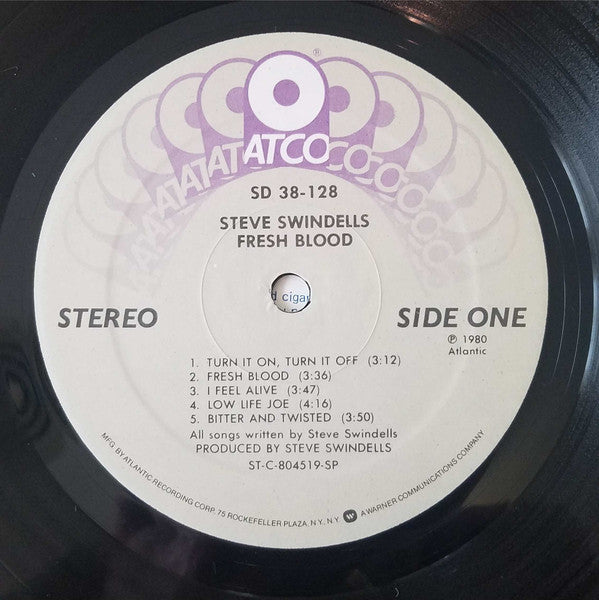 ®
ATCO
SD 38-128
STEVE SWINDELLS
FRESH BLOOD
d cigar
STEREO
SIDE ONE
℗ 1980
Atlantic
1. TURN IT ON, TURN IT OFF (3:12)
2. FRESH BLOOD (3:36)
3. I FEEL ALIVE (3:47)
4. LOW LIFE JOE (4:16)
5. BITTER AND TWISTED (3:50)
All songs written by Steve Swindells
PRODUCED BY STEVE SWINDELLS
ST-C-804519-SP
MFG. BY ATLANTIC RECORDING CORP. 75 ROCKEFELLER PLAZA, N.Y., N.Y. A WARNER COMMUNICATIONS COMPANY